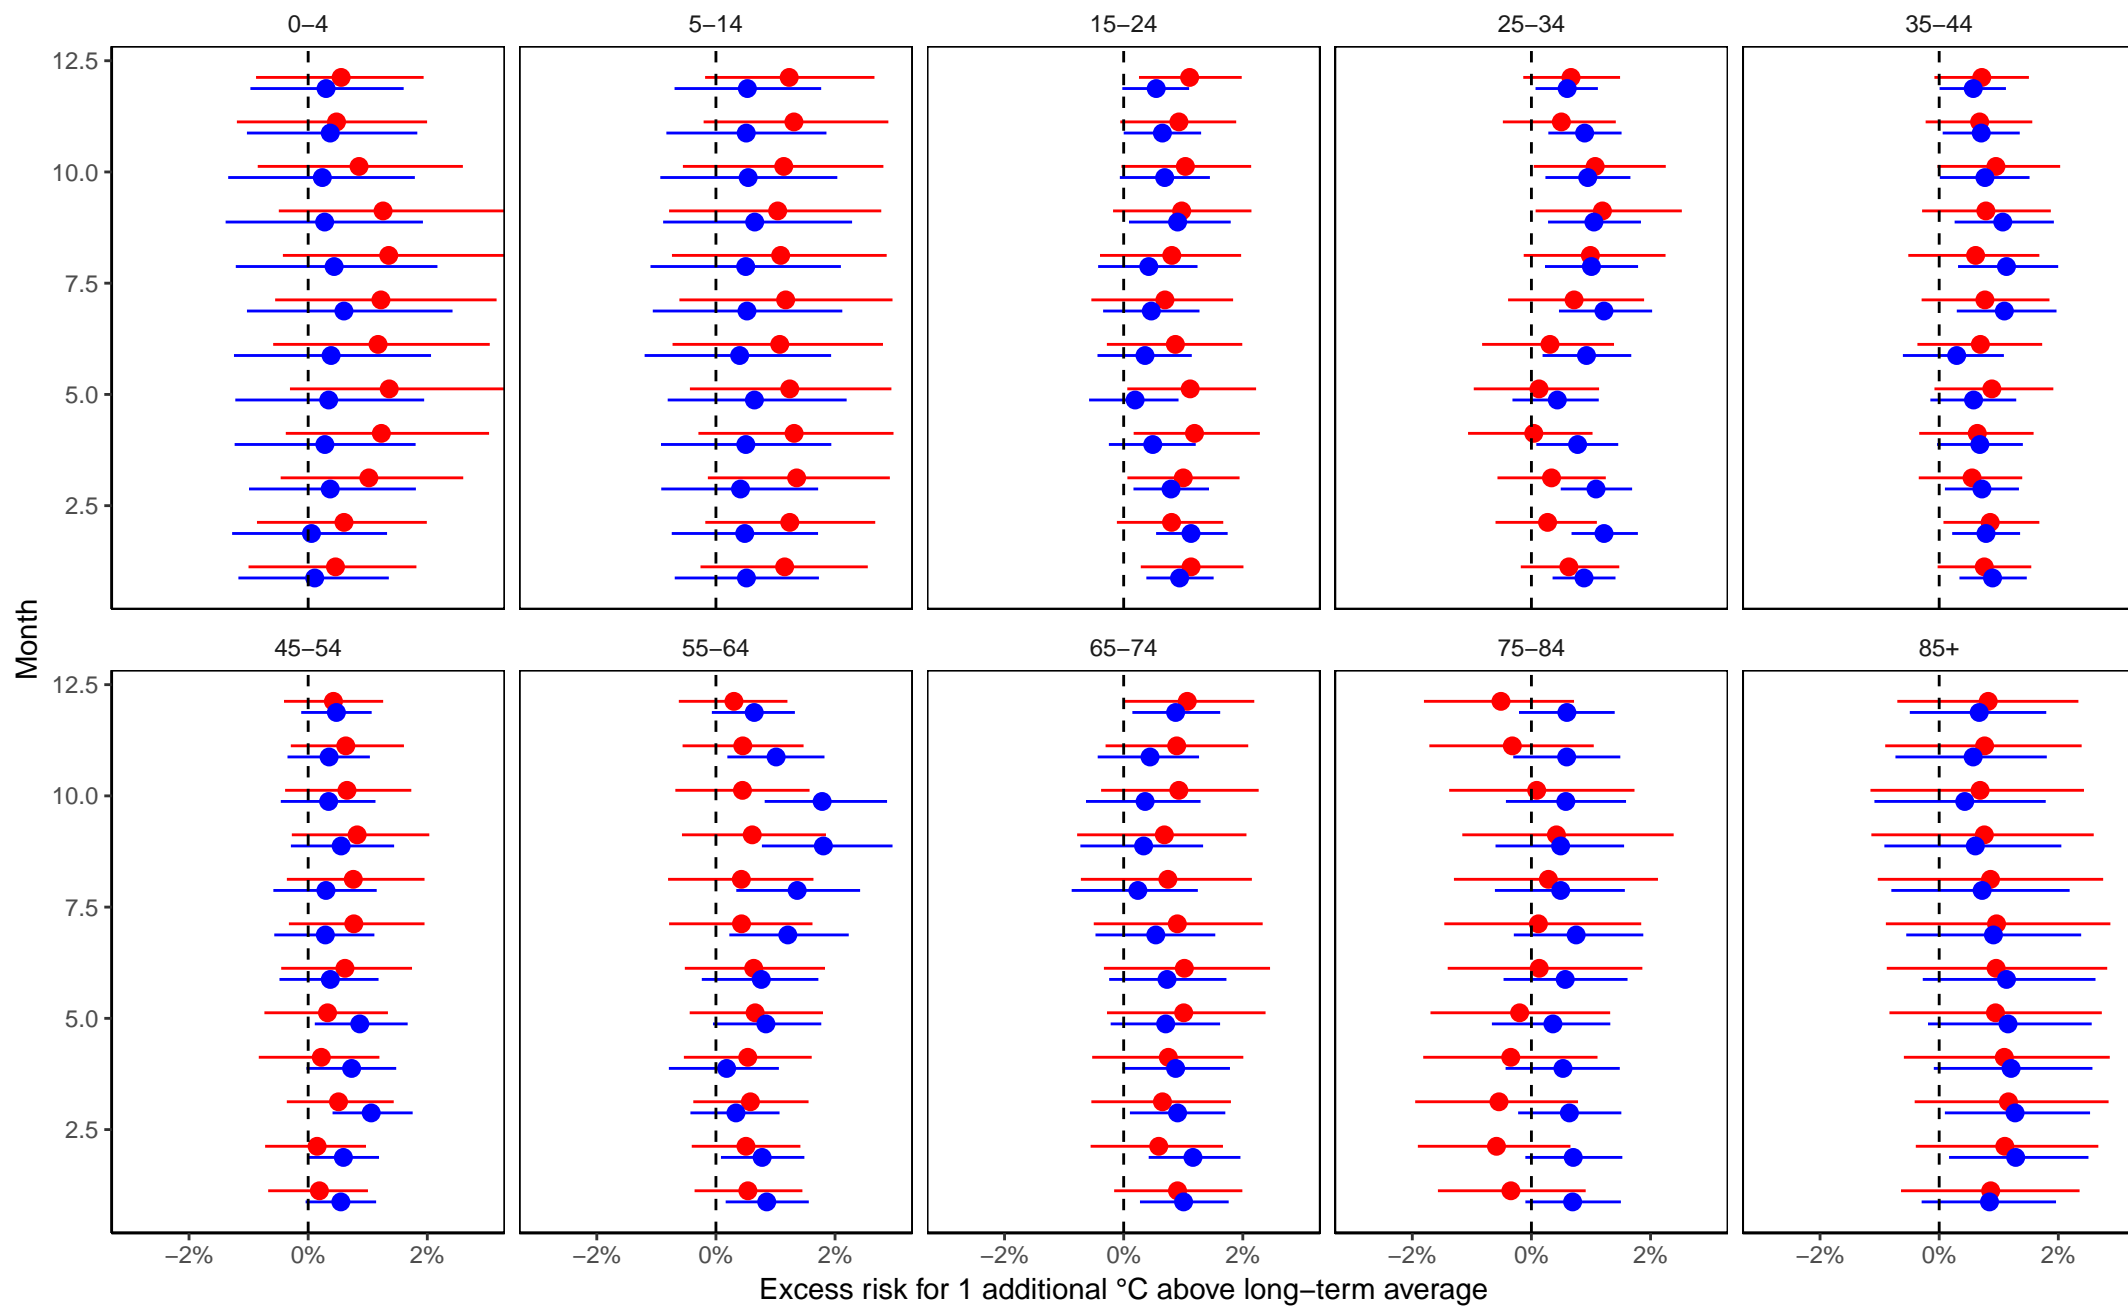 0–4 5–14 15–24 25–34 35–44
12.5
10.0
7.5
5.0
2.5
Month
45–54 55–64 65–74 75–84 85+
12.5
10.0
7.5
5.0
2.5
−2% 0% 2% −2% 0% 2% −2% 0% 2% −2% 0% 2% −2% 0% 2%
Excess risk for 1 additional °C above long−term average